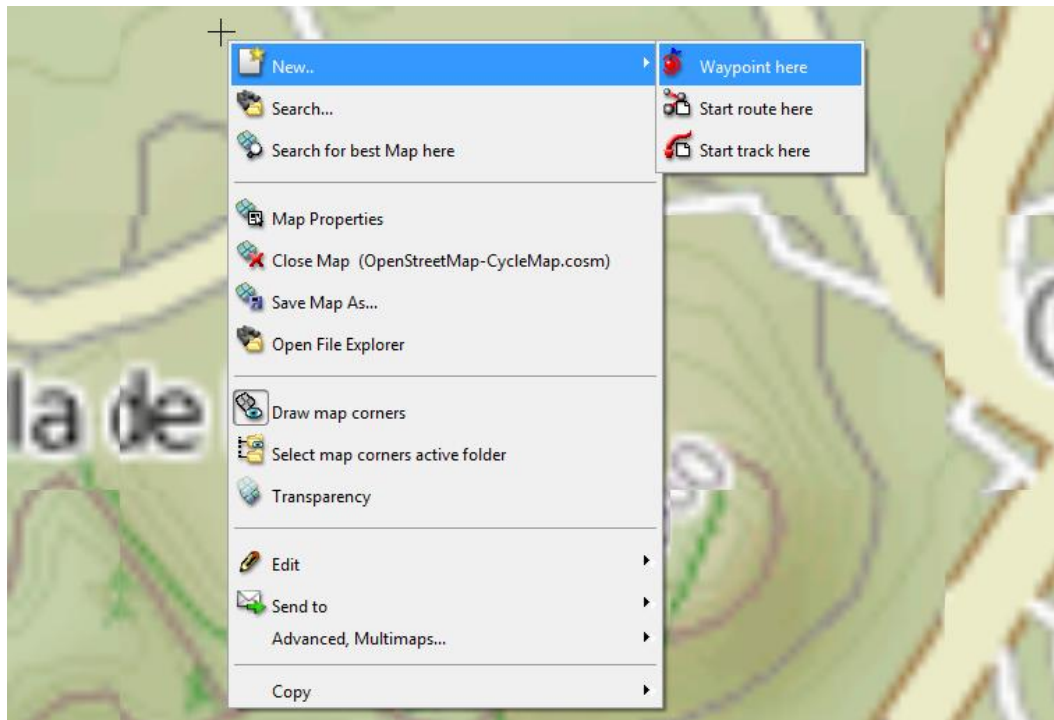 New..
Waypoint here
Search...
Start route here
Search for best Map here
Start track here
Map Properties
Close Map (OpenStreetMap-CycleMap.cosm)
Save Map As...
Open File Explorer
la de
Draw map corners
Select map corners active folder
Transparency
Edit
Send to
Advanced, Multimaps...
Copy